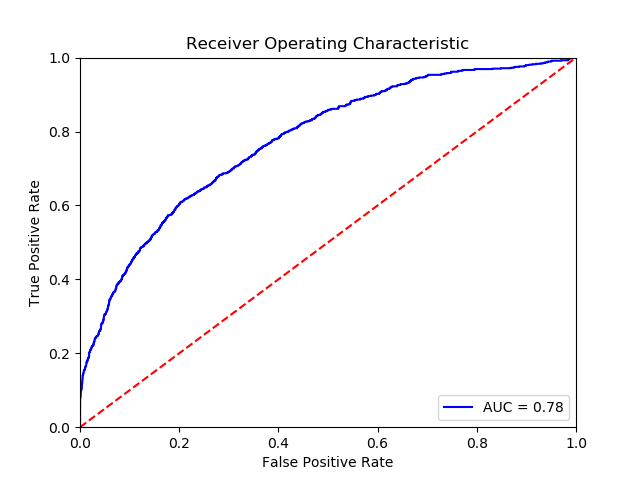 Receiver Operating Characteristic
1.0
0.8
0.6
0.4
0.2
0.0
True Positive Rate
AUC = 0.78
0.0 0.2 0.4 0.6 0.8 1.0
False Positive Rate